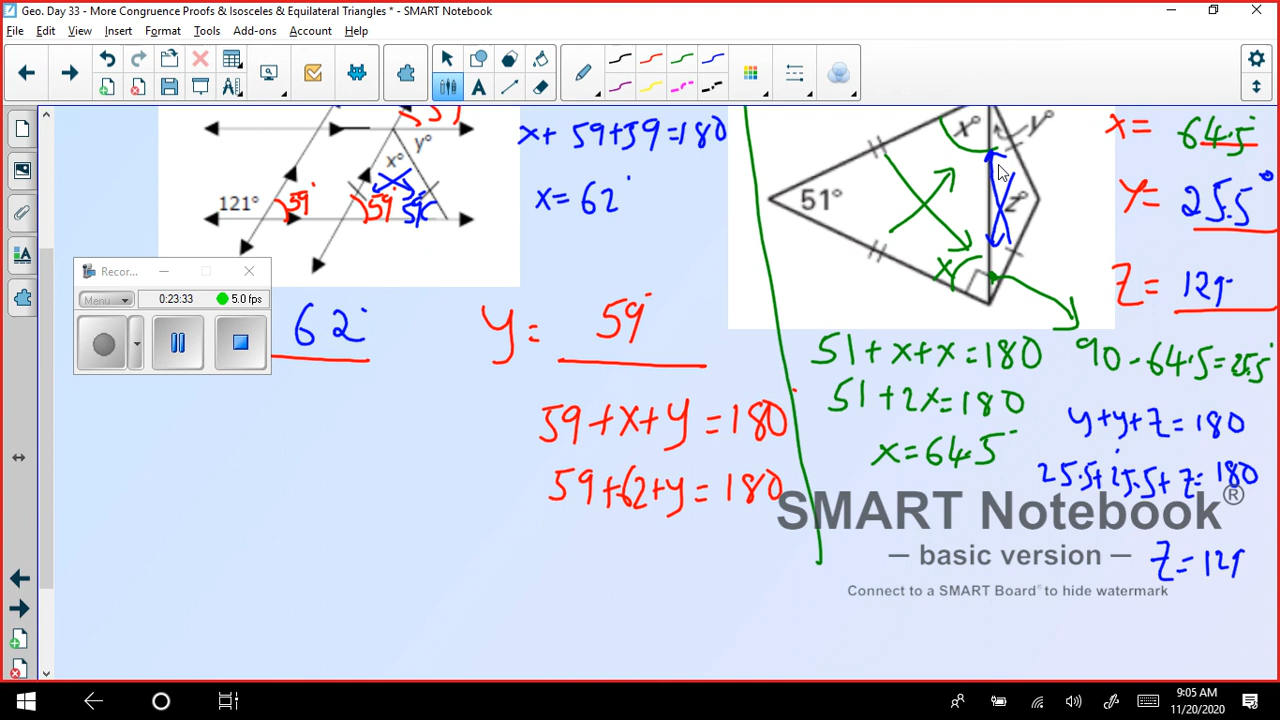 Geo. Day 33 - More Congruence Proofs & Isosceles & Equilateral Triangles * - SMART Notebook
File Edit View Insert Format Tools Add-ons Account Help
x° y°
121° 59° 59°
x + 59 + 59 = 180
x = 62°
Recor...
Menu
0:23:33 5.0 fps
62°
y = 59°
59 + x + y = 180°
59 + 62 + y = 180
51° x° y° z°
x
x = 64.5°
y = 25.5°
z = 129°
51 + x + x = 180
51 + 2x = 180
x = 64.5°
90 - 64.5 = 25.5°
y + y + z = 180
25.5 + 25.5 + z = 180
z = 129
SMART Notebook®
— basic version —
Connect to a SMART Board® to hide watermark
9:05 AM
11/20/2020